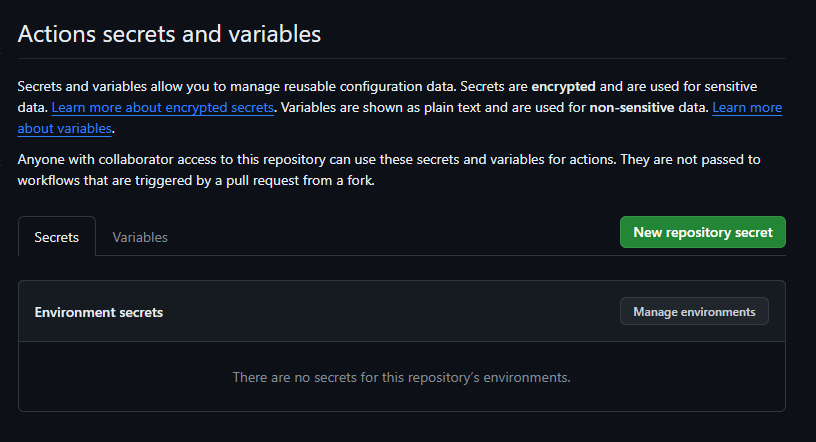 Actions secrets and variables
Secrets and variables allow you to manage reusable configuration data. Secrets are encrypted and are used for sensitive
data. Learn more about encrypted secrets. Variables are shown as plain text and are used for non-sensitive data. Learn more
about variables.
Anyone with collaborator access to this repository can use these secrets and variables for actions. They are not passed to
workflows that are triggered by a pull request from a fork.
Secrets Variables New repository secret
Environment secrets Manage environments
There are no secrets for this repository's environments.